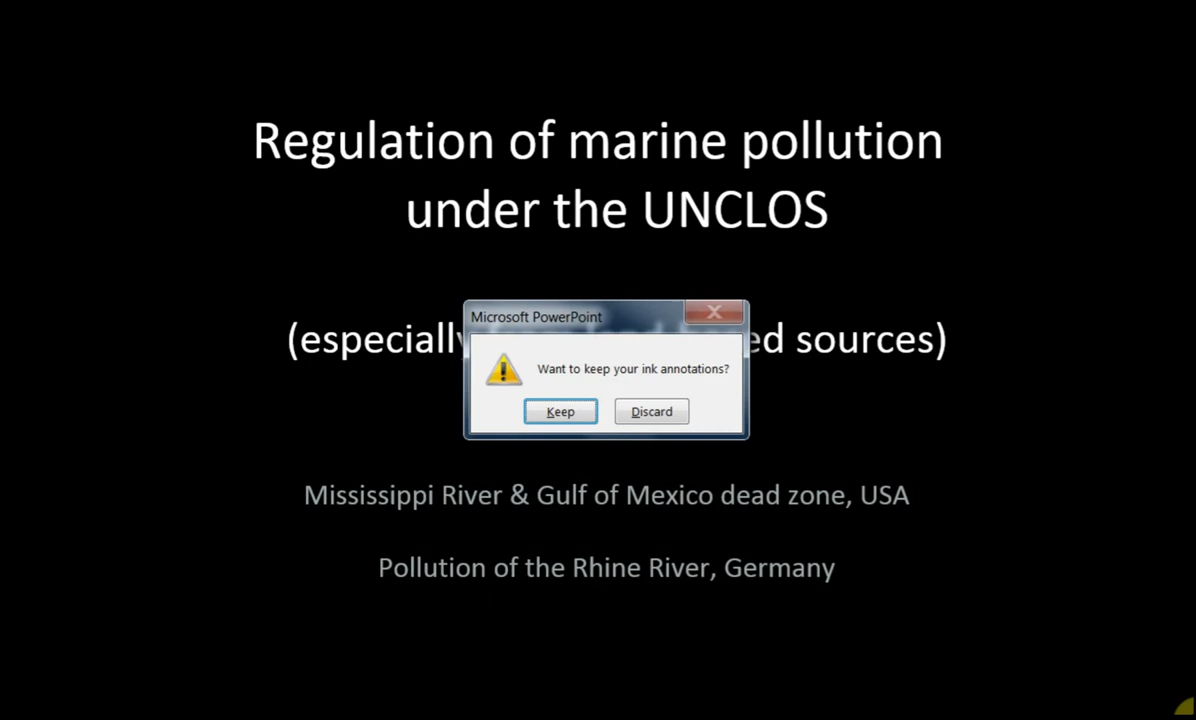 Regulation of marine pollution
under the UNCLOS
(especially ed sources)
Microsoft PowerPoint
Want to keep your ink annotations?
Keep
Discard
Mississippi River & Gulf of Mexico dead zone, USA
Pollution of the Rhine River, Germany